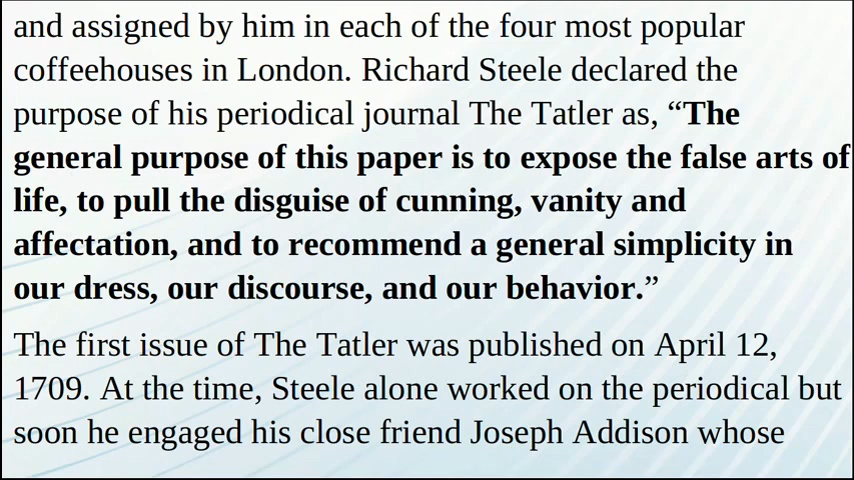 and assigned by him in each of the four most popular
coffeehouses in London. Richard Steele declared the
purpose of his periodical journal The Tatler as, “The
general purpose of this paper is to expose the false arts of
life, to pull the disguise of cunning, vanity and
affectation, and to recommend a general simplicity in
our dress, our discourse, and our behavior.”
The first issue of The Tatler was published on April 12,
1709. At the time, Steele alone worked on the periodical but
soon he engaged his close friend Joseph Addison whose